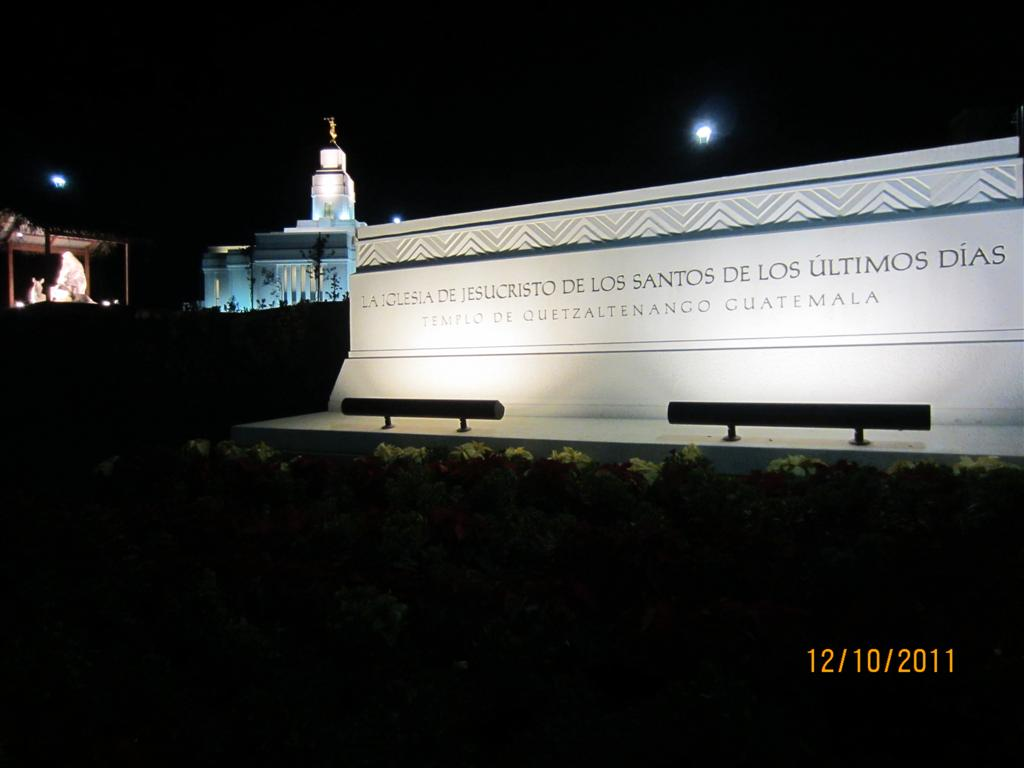 LA IGLESIA DE JESUCRISTO DE LOS SANTOS DE LOS ÚLTIMOS DÍAS
TEMPLO DE QUETZALTENANGO GUATEMALA
12/10/2011